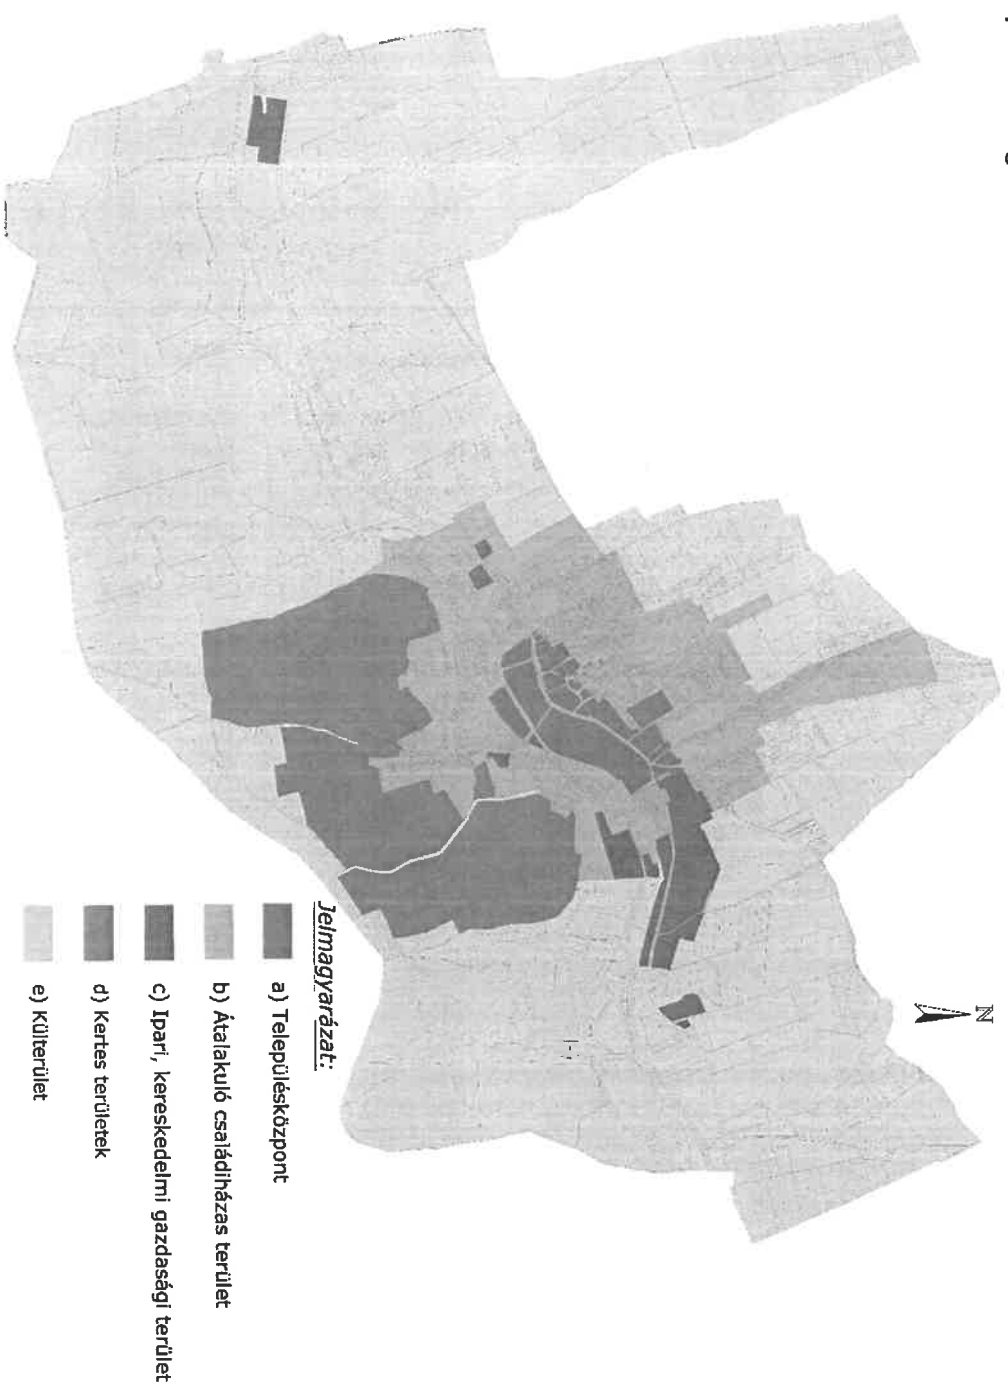 N
Jelmagyarázat:
a) Településközpont
b) Átalakuló családiházas terület
c) Ipari, kereskedelmi gazdasági terület
d) Kertes területek
e) Külterület